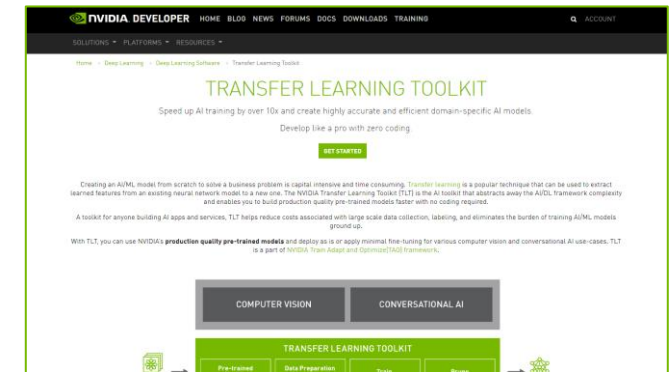 NVIDIA. DEVELOPER HOME BLOG NEWS FORUMS DOCS DOWNLOADS TRAINING ACCOUNT
SOLUTIONS PLATFORMS RESOURCES
Home > Deep Learning > Deep Learning Software > Transfer Learning Toolkit
TRANSFER LEARNING TOOLKIT
Speed up AI training by over 10x and create highly accurate and efficient domain-specific AI models.
Develop like a pro with zero coding.
GET STARTED
Creating an AI/ML model from scratch to solve a business problem is capital intensive and time consuming. Transfer learning is a popular technique that can be used to extract
learned features from an existing neural network model to a new one. The NVIDIA Transfer Learning Toolkit (TLT) is the AI toolkit that abstracts away the AI/DL framework complexity
and enables you to build production quality pre-trained models faster with no coding required.
A toolkit for anyone building AI apps and services, TLT helps reduce costs associated with large scale data collection, labeling, and eliminates the burden of training AI/ML models
ground up.
With TLT, you can use NVIDIA's production quality pre-trained models and deploy as is or apply minimal fine-tuning for various computer vision and conversational AI use-cases. TLT
is a part of NVIDIA Train Adapt and Optimize(TAO) framework.
COMPUTER VISION CONVERSATIONAL AI
TRANSFER LEARNING TOOLKIT
Pre-trained Data Preparation Train Prune